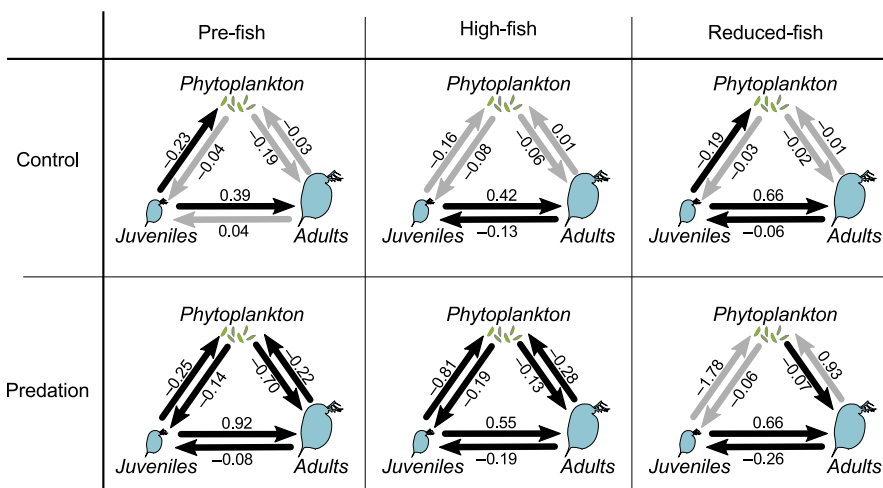 Pre-fish
High-fish
Reduced-fish
Control
Phytoplankton
−0.23
−0.04
−0.03
−0.19
0.39
0.04
Juveniles
Adults
Phytoplankton
−0.16
−0.08
0.01
−0.06
0.42
−0.13
Juveniles
Adults
Phytoplankton
−0.19
−0.03
−0.01
−0.02
0.66
−0.06
Juveniles
Adults
Predation
Phytoplankton
−0.25
−0.14
−0.22
−0.70
0.92
−0.08
Juveniles
Adults
Phytoplankton
−0.81
−0.19
−0.28
−0.13
0.55
−0.19
Juveniles
Adults
Phytoplankton
−1.78
−0.06
0.93
−0.07
0.66
−0.26
Juveniles
Adults